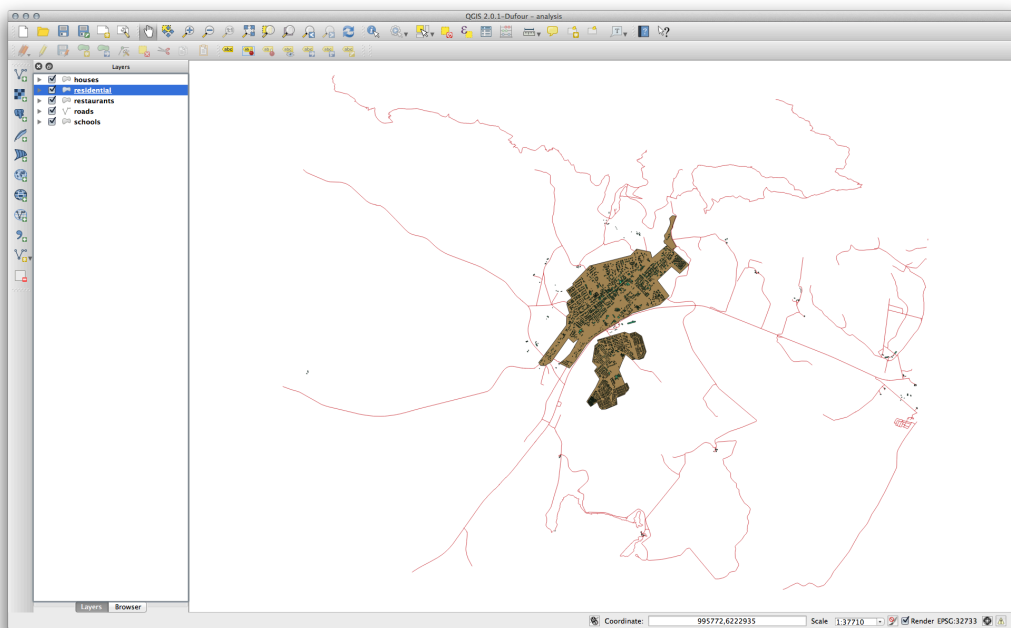 QGIS 2.0.1-Dufour - analysis
Layers
houses
residential
restaurants
roads
schools
Layers Browser
Coordinate: 995772,6222935 Scale 1:37710 Render EPSG:32733